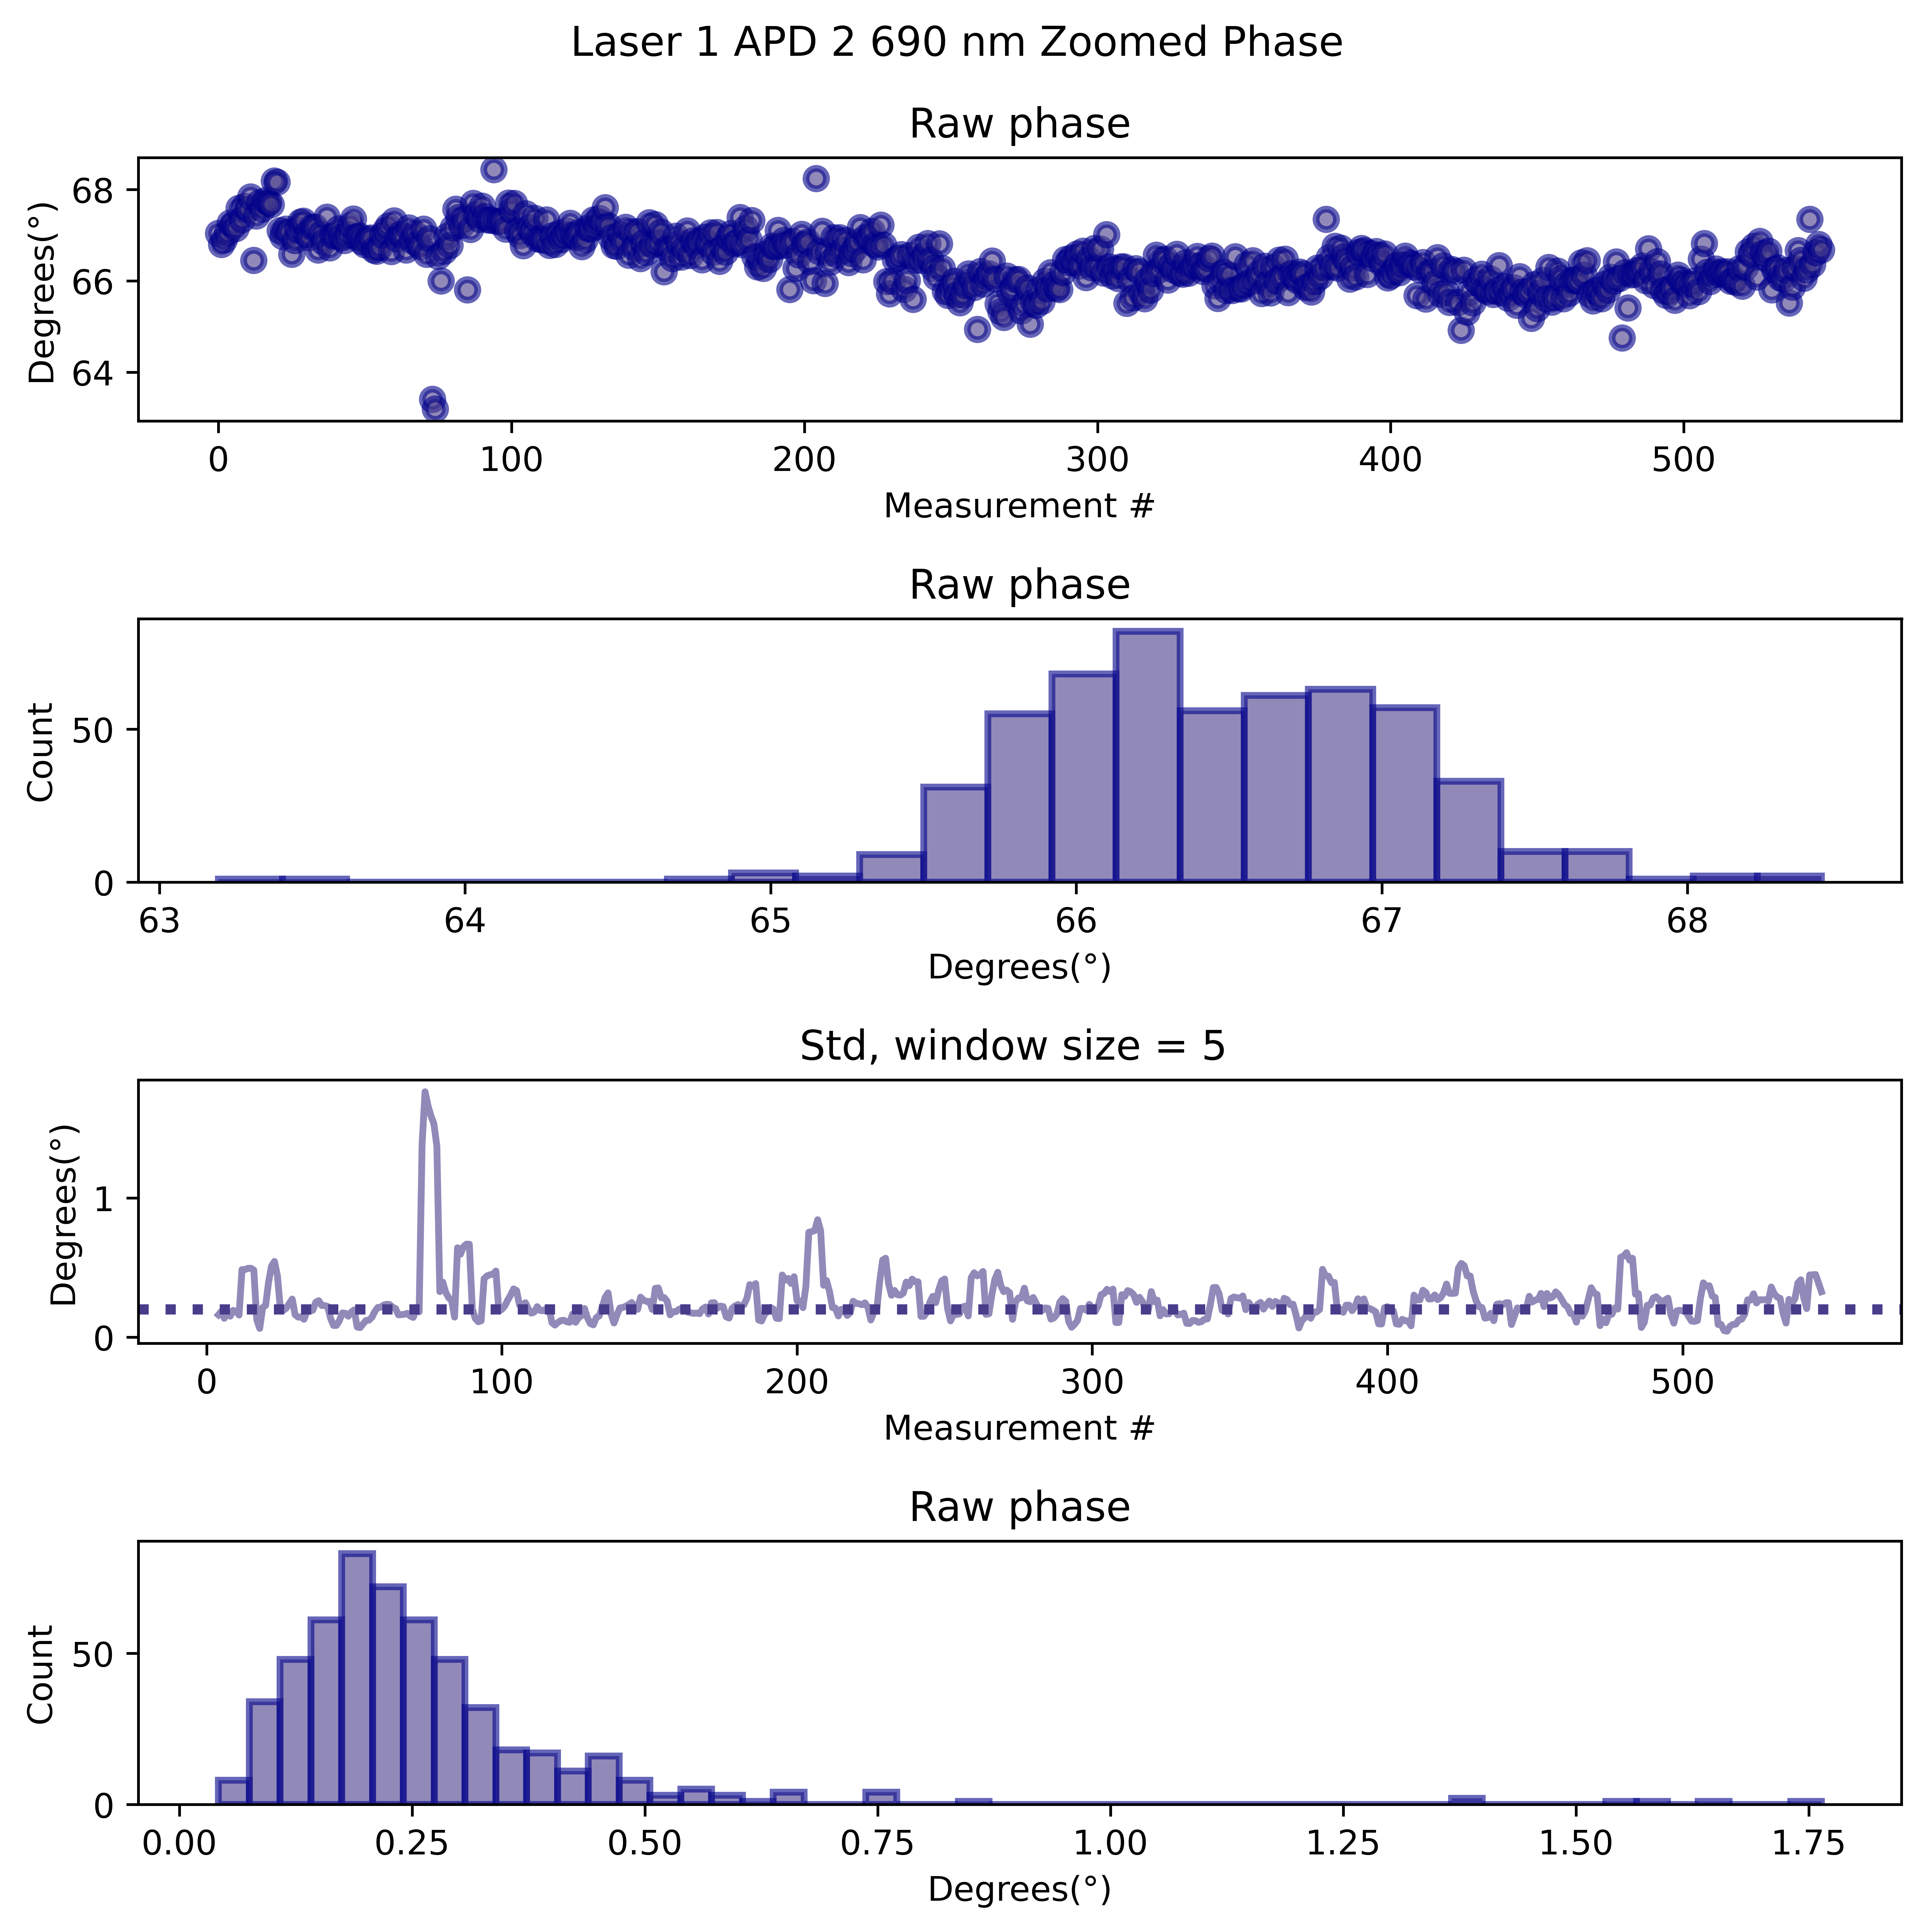 Laser 1 APD 2 690 nm Zoomed Phase
Raw phase
Degrees(°)
68
66
64
0 100 200 300 400 500
Measurement #
Raw phase
Count
50
0
63 64 65 66 67 68
Degrees(°)
Std, window size = 5
Degrees(°)
1
0
0 100 200 300 400 500
Measurement #
Raw phase
Count
50
0
0.00 0.25 0.50 0.75 1.00 1.25 1.50 1.75
Degrees(°)